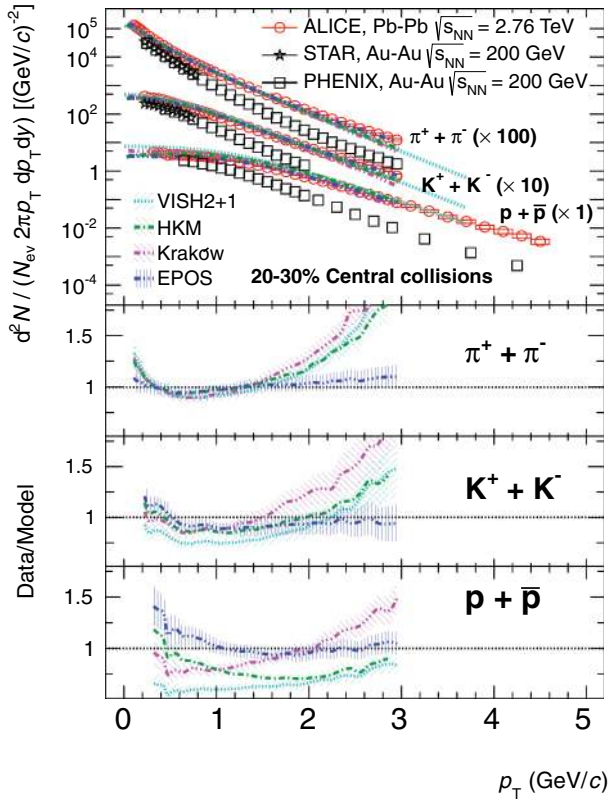 ALICE, Pb-Pb √s_NN = 2.76 TeV
STAR, Au-Au √s_NN = 200 GeV
PHENIX, Au-Au √s_NN = 200 GeV
d²N / (N_ev 2πp_T dp_T dy) [(GeV/c)⁻²]
10⁵
10⁴
10²
1
10⁻²
10⁻⁴
π⁺ + π⁻ (× 100)
K⁺ + K⁻ (× 10)
p + p̅ (× 1)
VISH2+1
HKM
Kraków
EPOS
20-30% Central collisions
Data/Model
1.5
1
π⁺ + π⁻
1.5
1
K⁺ + K⁻
1.5
1
p + p̅
0 1 2 3 4 5
p_T (GeV/c)